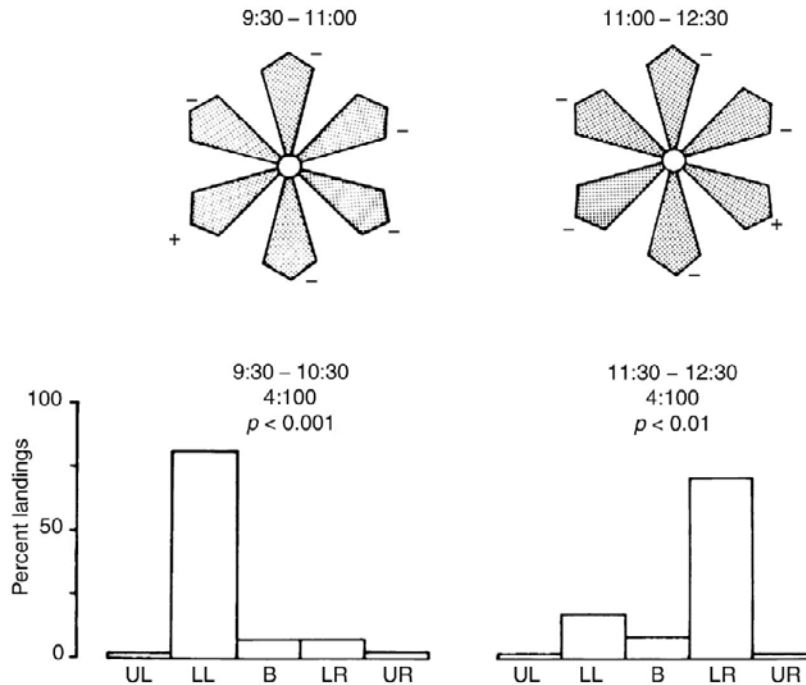 9:30 – 11:00
11:00 – 12:30
–
–
–
–
–
+
–
–
–
–
–
+
9:30 – 10:30
4:100
p < 0.001
11:30 – 12:30
4:100
p < 0.01
Percent landings
100
50
0
UL LL B LR UR
UL LL B LR UR